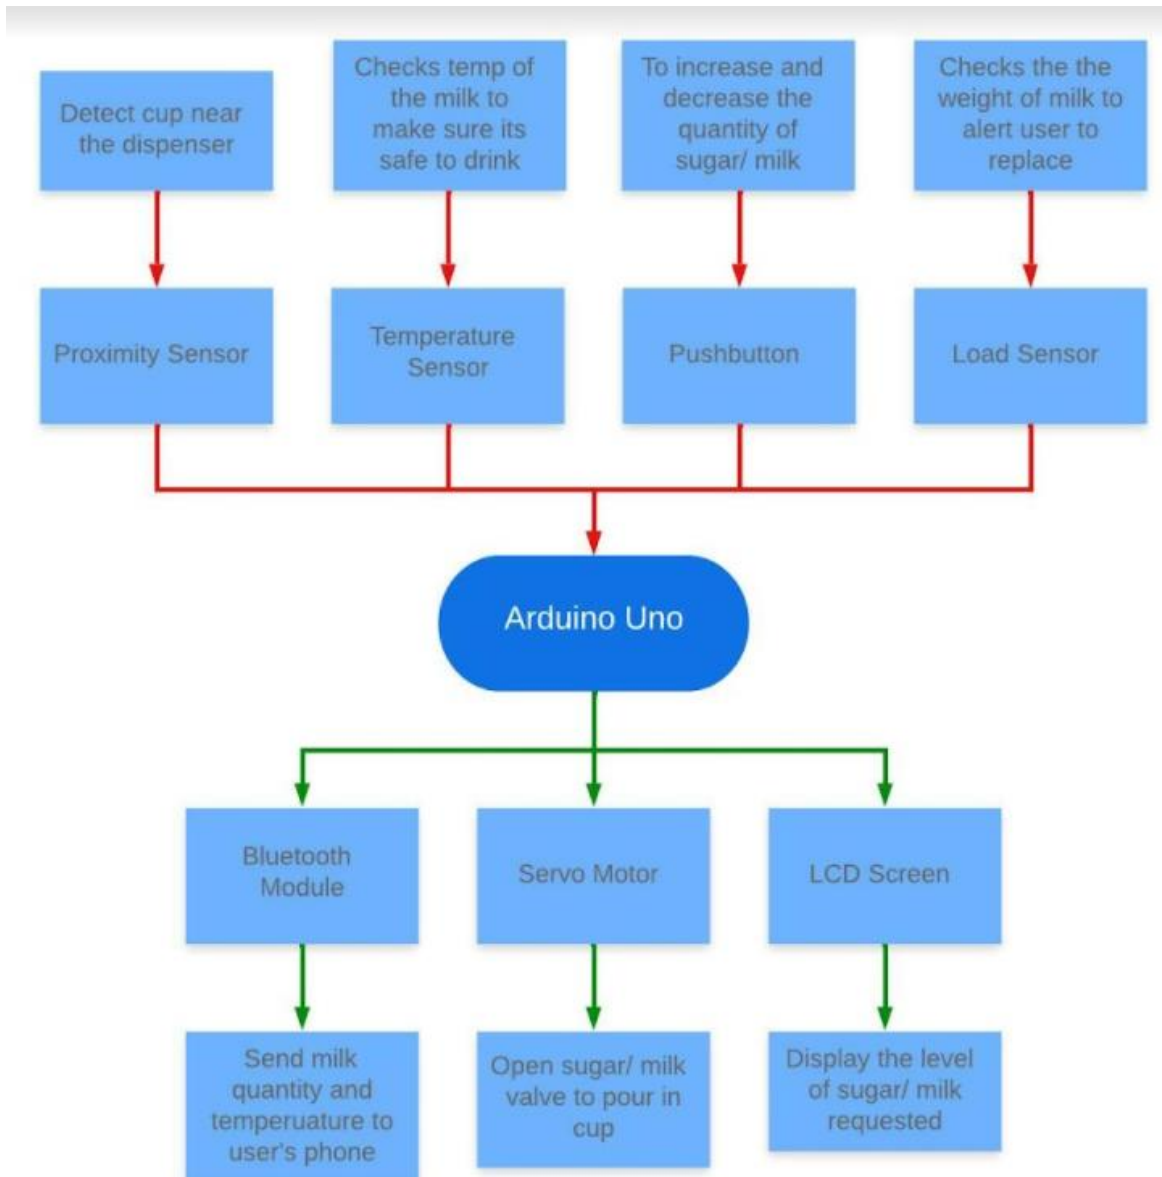 Detect cup near
the dispenser
Checks temp of
the milk to
make sure its
safe to drink
To increase and
decrease the
quantity of
sugar/ milk
Checks the the
weight of milk to
alert user to
replace
Proximity Sensor
Temperature
Sensor
Pushbutton
Load Sensor
Arduino Uno
Bluetooth
Module
Servo Motor
LCD Screen
Send milk
quantity and
temperuature to
user's phone
Open sugar/ milk
valve to pour in
cup
Display the level
of sugar/ milk
requested